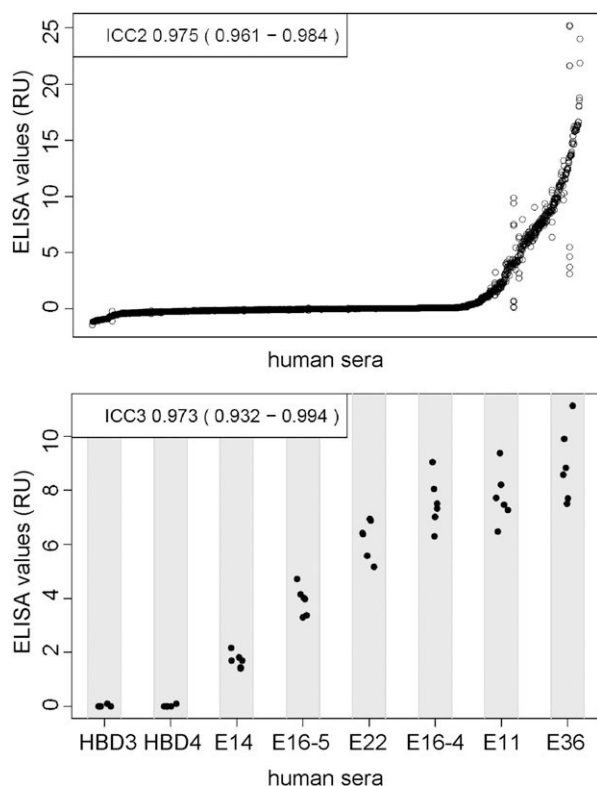 ICC2 0.975 ( 0.961 − 0.984 )
ELISA values (RU)
25
20
15
10
5
0
human sera
ICC3 0.973 ( 0.932 − 0.994 )
ELISA values (RU)
10
8
6
4
2
0
HBD3 HBD4 E14 E16-5 E22 E16-4 E11 E36
human sera